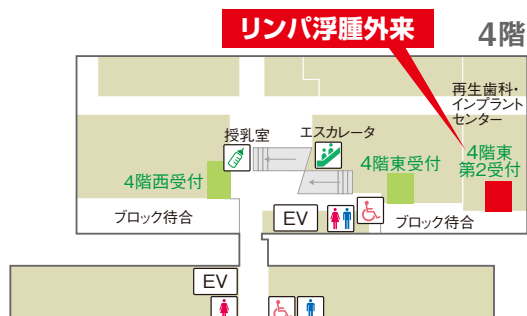 リンパ浮腫外来
4階
再生歯科・
インプラント
センター
授乳室
エスカレータ
4階東
第2受付
4階東受付
4階西受付
ブロック待合
EV
ブロック待合
EV